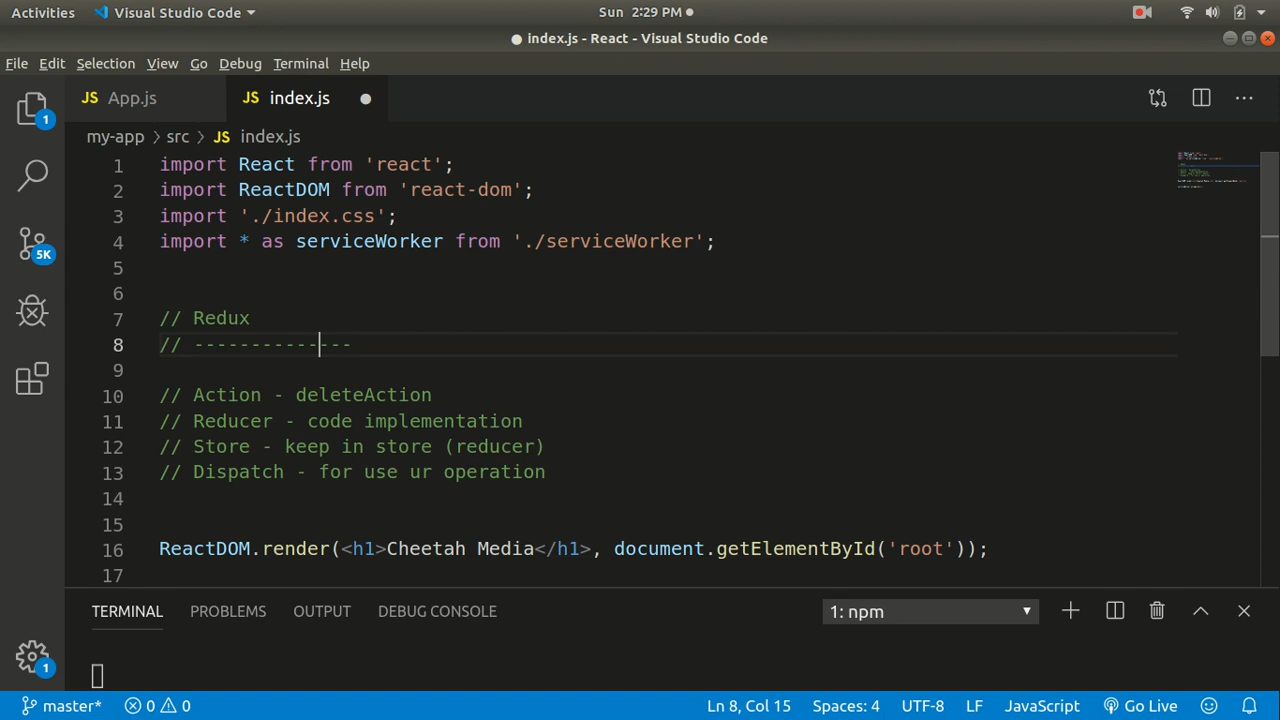 Activities Visual Studio Code Sun 2:29 PM
● index.js - React - Visual Studio Code
File Edit Selection View Go Debug Terminal Help
JS App.js JS index.js
my-app > src > JS index.js
1 import React from 'react';
2 import ReactDOM from 'react-dom';
3 import './index.css';
4 import * as serviceWorker from './serviceWorker';
5
6
7 // Redux
8 // --------------
9
10 // Action - deleteAction
11 // Reducer - code implementation
12 // Store - keep in store (reducer)
13 // Dispatch - for use ur operation
14
15
16 ReactDOM.render(<h1>Cheetah Media</h1>, document.getElementById('root'));
17
1
5K
1
TERMINAL PROBLEMS OUTPUT DEBUG CONSOLE 1: npm
master* 0 0 Ln 8, Col 15 Spaces: 4 UTF-8 LF JavaScript Go Live